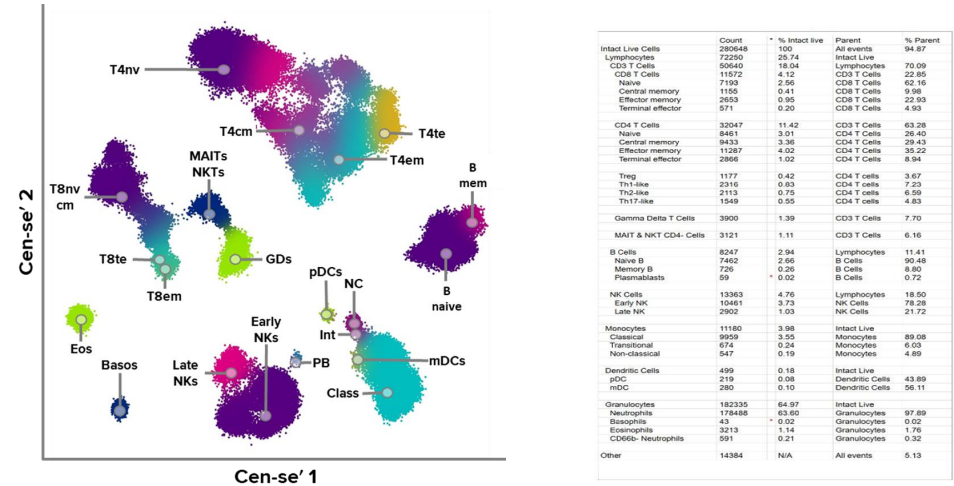 Cen-se′ 2
T4nv
T4cm
T4te
T4em
MAITs
NKTs
B
mem
T8nv
cm
T8te
T8em
GDs
B
naive
pDCs
NC
Int
mDCs
Eos
Early
NKs
Basos
Late
NKs
PB
Class
Cen-se′ 1
Count * % Intact live Parent % Parent
Intact Live Cells 280648 100 All events 94.87
Lymphocytes 72250 25.74 Intact Live
CD3 T Cells 50640 18.04 Lymphocytes 70.09
CD8 T Cells 11572 4.12 CD3 T Cells 22.85
Naive 7193 2.56 CD8 T Cells 62.16
Central memory 1155 0.41 CD8 T Cells 9.98
Effector memory 2653 0.95 CD8 T Cells 22.93
Terminal effector 571 0.20 CD8 T Cells 4.93
CD4 T Cells 32047 11.42 CD3 T Cells 63.28
Naive 8461 3.01 CD4 T Cells 26.40
Central memory 9433 3.36 CD4 T Cells 29.43
Effector memory 11287 4.02 CD4 T Cells 35.22
Terminal effector 2866 1.02 CD4 T Cells 8.94
Treg 1177 0.42 CD4 T cells 3.67
Th1-like 2316 0.83 CD4 T cells 7.23
Th2-like 2113 0.75 CD4 T cells 6.59
Th17-like 1549 0.55 CD4 T cells 4.83
Gamma Delta T Cells 3900 1.39 CD3 T Cells 7.70
MAIT & NKT CD4- Cells 3121 1.11 CD3 T Cells 6.16
B Cells 8247 2.94 Lymphocytes 11.41
Naive B 7462 2.66 B Cells 90.48
Memory B 726 0.26 B Cells 8.80
Plasmablasts 59 * 0.02 B Cells 0.72
NK Cells 13363 4.76 Lymphocytes 18.50
Early NK 10461 3.73 NK Cells 78.28
Late NK 2902 1.03 NK Cells 21.72
Monocytes 11180 3.98 Intact Live
Classical 9959 3.55 Monocytes 89.08
Transitional 674 0.24 Monocytes 6.03
Non-classical 547 0.19 Monocytes 4.89
Dendritic Cells 499 0.18 Intact Live
pDC 219 0.08 Dendritic Cells 43.89
mDC 280 0.10 Dendritic Cells 56.11
Granulocytes 182335 64.97 Intact Live
Neutrophils 178488 63.60 Granulocytes 97.89
Basophils 43 * 0.02 Granulocytes 0.02
Eosinophils 3213 1.14 Granulocytes 1.76
CD66b- Neutrophils 591 0.21 Granulocytes 0.32
Other 14384 N/A All events 5.13